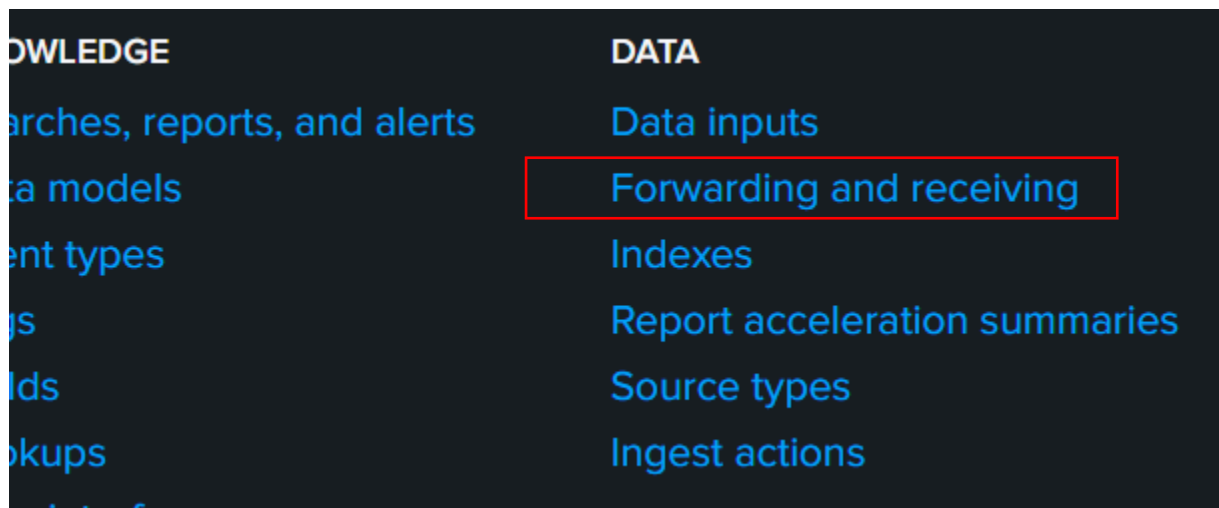 OWLEDGE
arches, reports, and alerts
ta models
ent types
gs
lds
okups
DATA
Data inputs
Forwarding and receiving
Indexes
Report acceleration summaries
Source types
Ingest actions